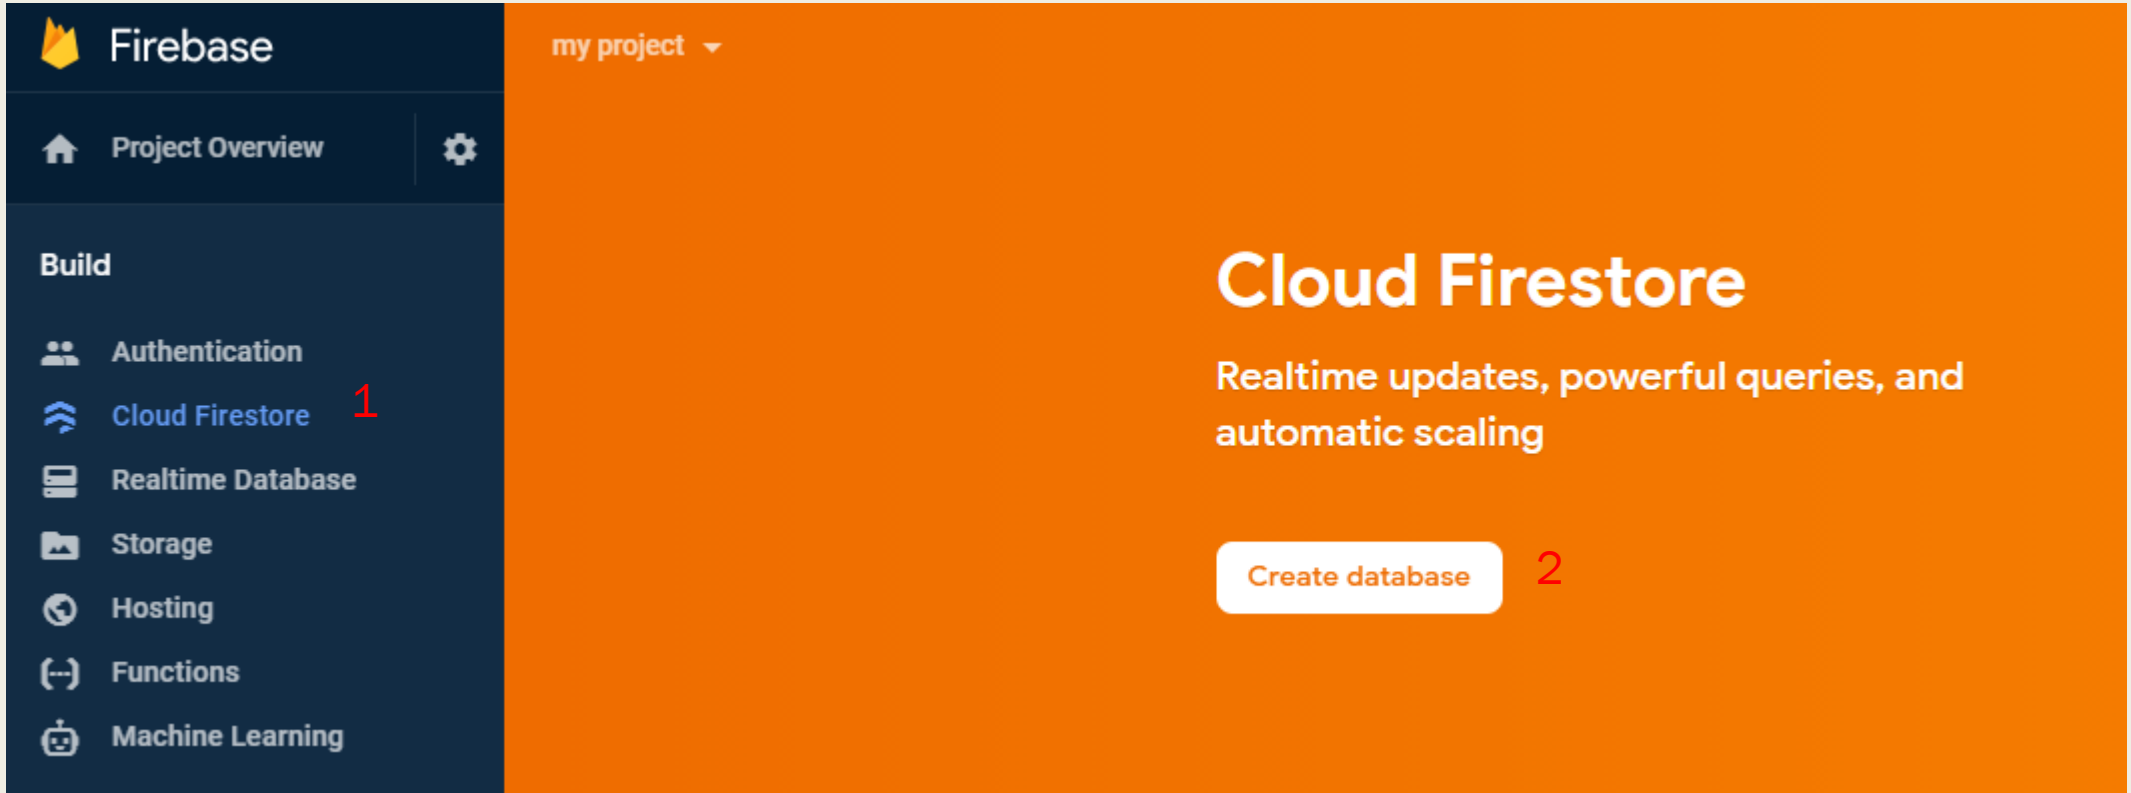 Firebase
my project
Project Overview
Build
Authentication
Cloud Firestore 1
Realtime Database
Storage
Hosting
Functions
Machine Learning
Cloud Firestore
Realtime updates, powerful queries, and
automatic scaling
Create database 2